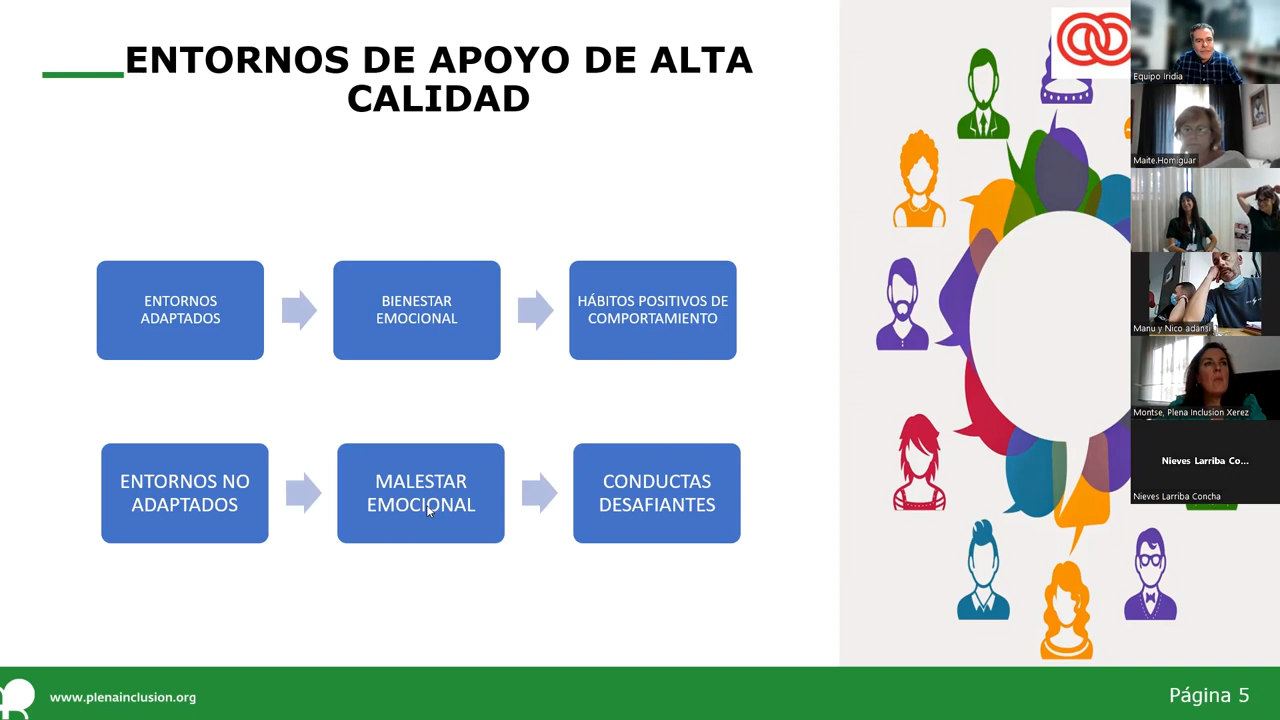 ENTORNOS DE APOYO DE ALTA
CALIDAD
ENTORNOS
ADAPTADOS
BIENESTAR
EMOCIONAL
HÁBITOS POSITIVOS DE
COMPORTAMIENTO
ENTORNOS NO
ADAPTADOS
MALESTAR
EMOCIONAL
CONDUCTAS
DESAFIANTES
www.plenainclusion.org
Página 5
Equipo Iridia
Maite.Homiguar
Manu y Nico adansi
Montse, Plena Inclusion Xerez
Nieves Larriba Co...
Nieves Larriba Concha